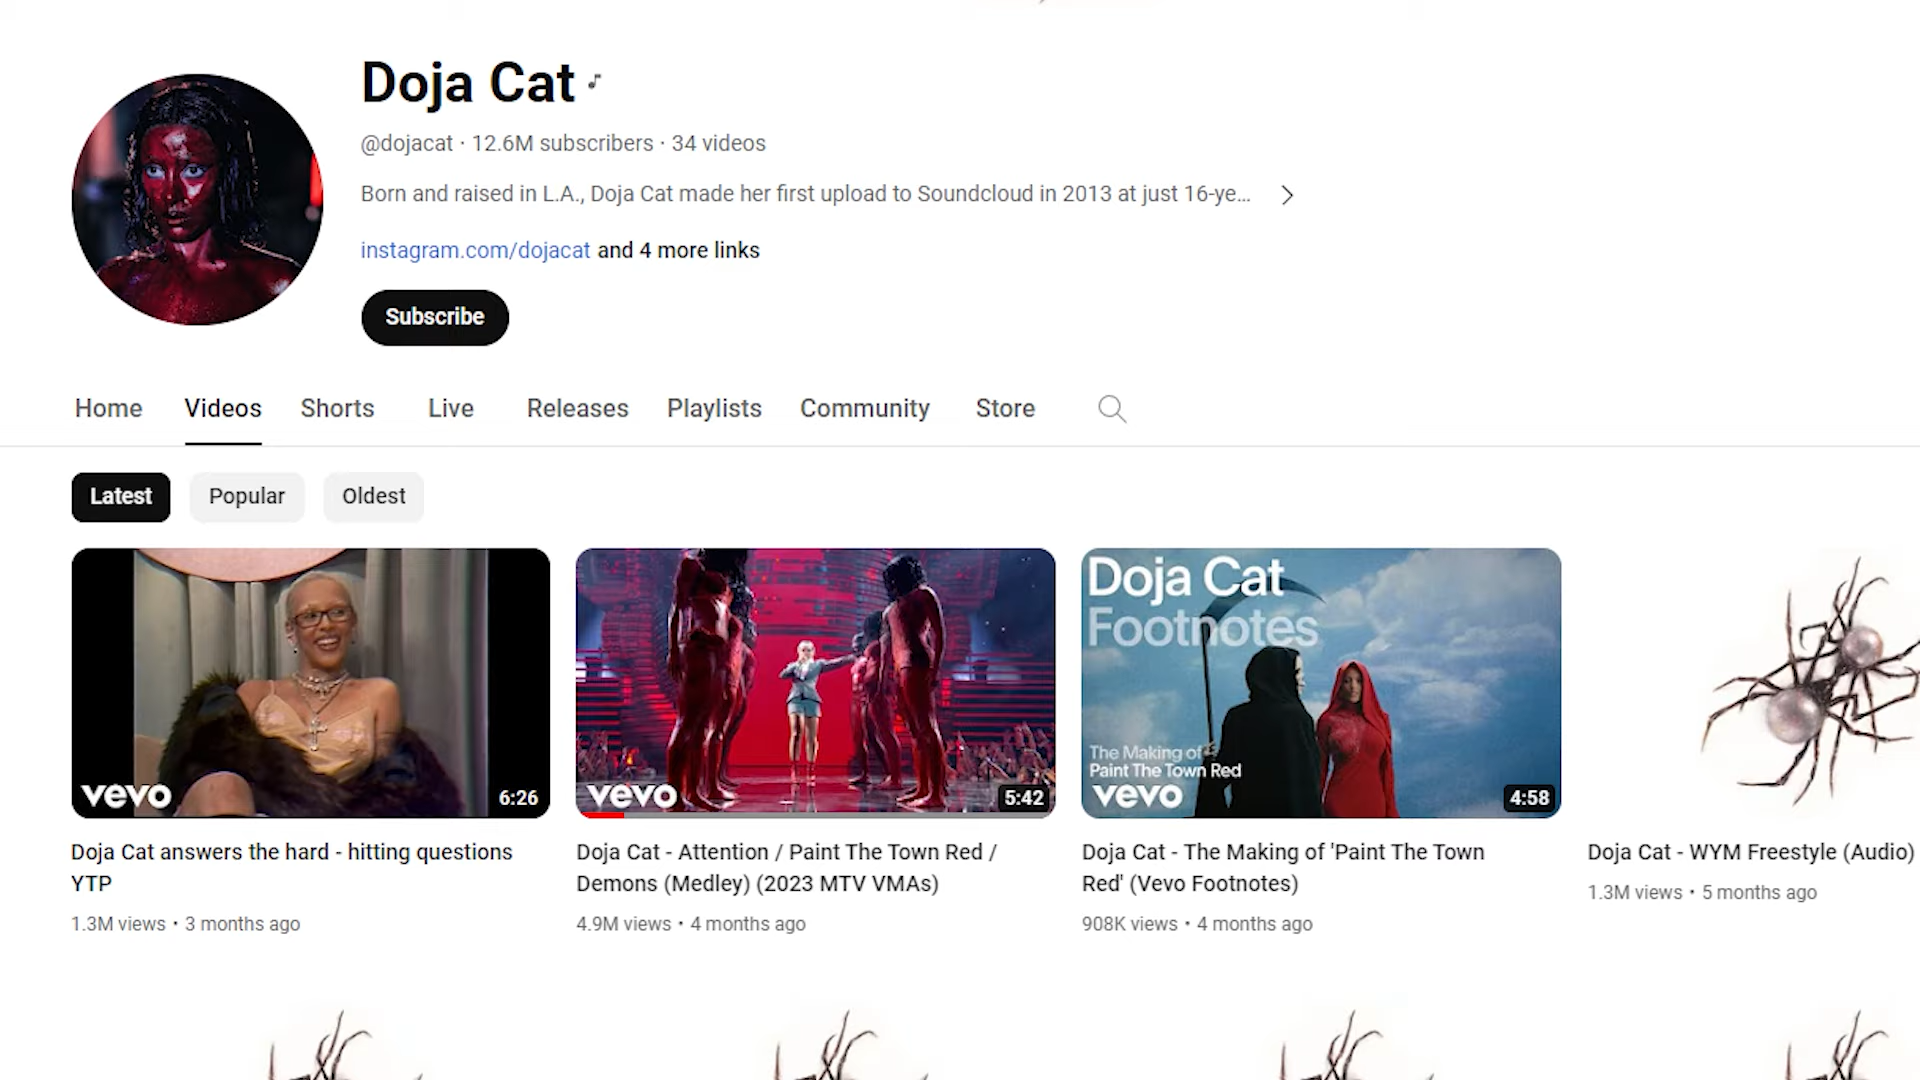 Doja Cat
@dojacat · 12.6M subscribers · 34 videos
Born and raised in L.A., Doja Cat made her first upload to Soundcloud in 2013 at just 16-ye...
instagram.com/dojacat and 4 more links
Subscribe
Home Videos Shorts Live Releases Playlists Community Store
Latest Popular Oldest
vevo
6:26
vevo
5:42
Doja Cat
Footnotes
The Making of
Paint The Town Red
vevo
4:58
Doja Cat answers the hard - hitting questions
YTP
1.3M views • 3 months ago
Doja Cat - Attention / Paint The Town Red /
Demons (Medley) (2023 MTV VMAs)
4.9M views • 4 months ago
Doja Cat - The Making of 'Paint The Town
Red' (Vevo Footnotes)
908K views • 4 months ago
Doja Cat - WYM Freestyle (Audio)
1.3M views • 5 months ago